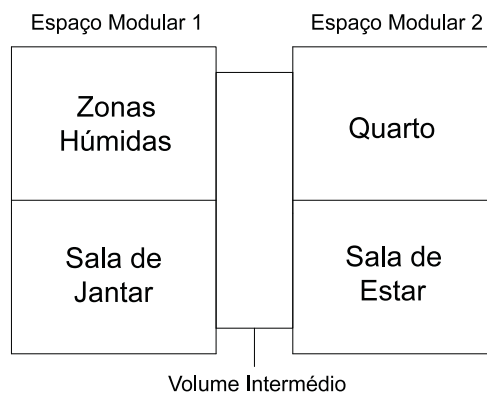 Espaço Modular 1
Espaço Modular 2
Zonas
Húmidas
Quarto
Sala de
Jantar
Sala de
Estar
Volume Intermédio